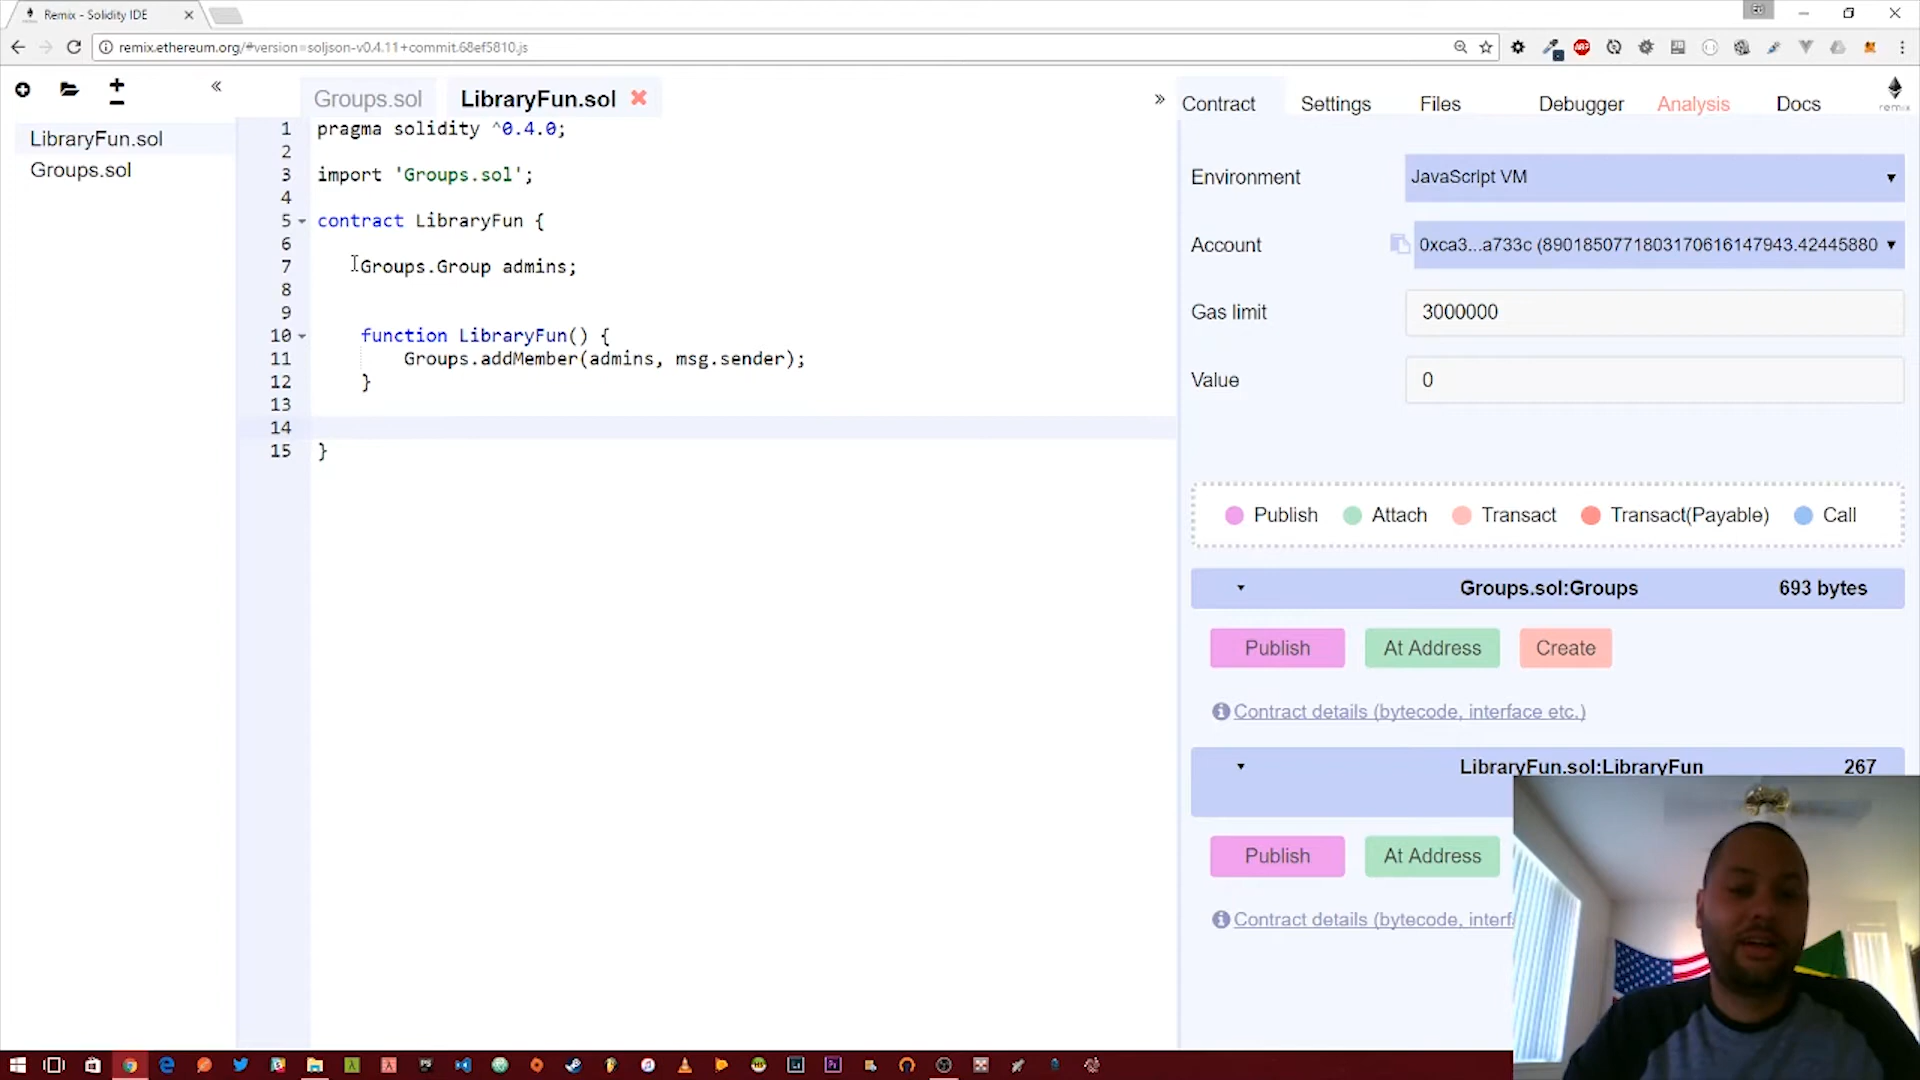 Remix - Solidity IDE
remix.ethereum.org/#version=soljson-v0.4.11+commit.68ef5810.js
LibraryFun.sol
Groups.sol
Groups.sol LibraryFun.sol
1 pragma solidity ^0.4.0;
2
3 import 'Groups.sol';
4
5 contract LibraryFun {
6
7 Groups.Group admins;
8
9
10 function LibraryFun() {
11 Groups.addMember(admins, msg.sender);
12 }
13
14
15 }
Contract Settings Files Debugger Analysis Docs
remix
Environment JavaScript VM
Account 0xca3...a733c (8901850771803170616147943.42445880
Gas limit 3000000
Value 0
Publish Attach Transact Transact(Payable) Call
Groups.sol:Groups 693 bytes
Publish At Address Create
Contract details (bytecode, interface etc.)
LibraryFun.sol:LibraryFun 267
Publish At Address
Contract details (bytecode, interf